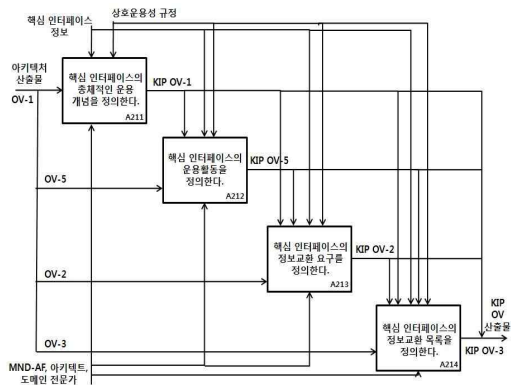 상호운용성 규정
핵심 인터페이스
정보
아키텍처
산출물
OV-1
핵심 인터페이스의
총체적인 운용
개념을 정의한다.
A211
KIP OV-1
핵심 인터페이스의
운용활동을
정의한다.
A212
KIP OV-5
OV-5
핵심 인터페이스의
정보교환 요구를
정의한다.
A213
KIP OV-2
OV-2
핵심 인터페이스의
정보교환 목록을
정의한다.
A214
KIP
OV
산출물
KIP OV-3
OV-3
MND-AF, 아키텍트,
도메인 전문가